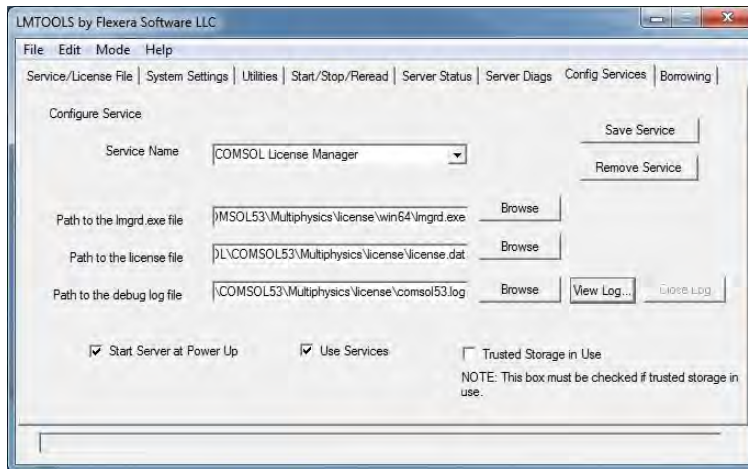 LMTOOLS by Flexera Software LLC
File Edit Mode Help
Service/License File System Settings Utilities Start/Stop/Reread Server Status Server Diags Config Services Borrowing
Configure Service
Save Service
Service Name COMSOL License Manager
Remove Service
Path to the lmgrd.exe file MSOL53\Multiphysics\license\win64\lmgrd.exe Browse
Path to the license file L\COMSOL53\Multiphysics\license\license.dat Browse
Path to the debug log file \COMSOL53\Multiphysics\license\comsol53.log Browse View Log... Close Log
Start Server at Power Up Use Services Trusted Storage in Use
NOTE: This box must be checked if trusted storage in
use.